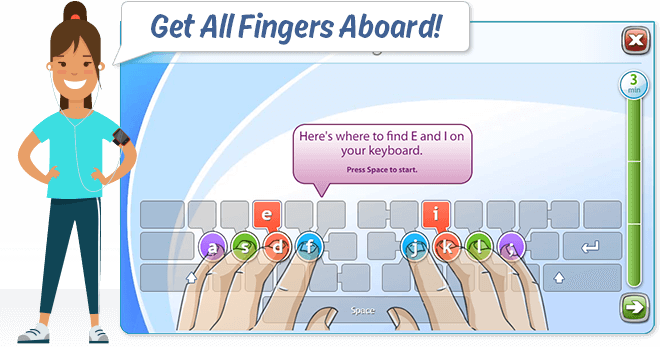 Get All Fingers Aboard!
3
min
Here's where to find E and I on
your keyboard.
Press Space to start.
e i
a s d f j k l ;
Space